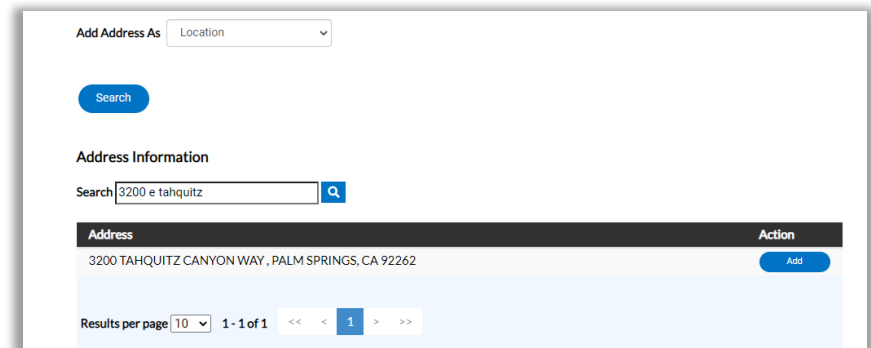 Add Address As Location
Search
Address Information
Search 3200 e tahquitz
Address Action
3200 TAHQUITZ CANYON WAY , PALM SPRINGS, CA 92262 Add
Results per page 10 1 - 1 of 1 << < 1 > >>